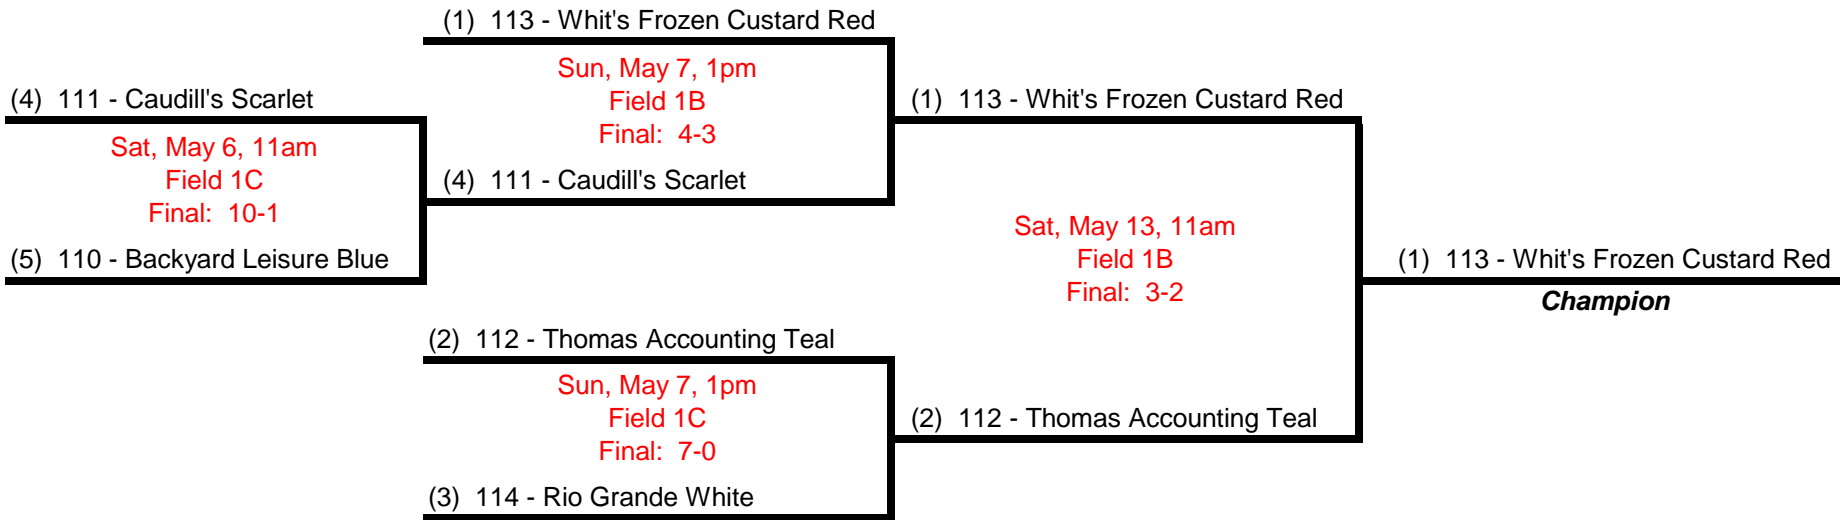 (1) 113 - Whit's Frozen Custard Red
Sun, May 7, 1pm
Field 1B
Final: 4-3
(4) 111 - Caudill's Scarlet
Sat, May 6, 11am
Field 1C
Final: 10-1
(5) 110 - Backyard Leisure Blue
(4) 111 - Caudill's Scarlet
(1) 113 - Whit's Frozen Custard Red
Sat, May 13, 11am
Field 1B
Final: 3-2
(1) 113 - Whit's Frozen Custard Red
Champion
(2) 112 - Thomas Accounting Teal
Sun, May 7, 1pm
Field 1C
Final: 7-0
(3) 114 - Rio Grande White
(2) 112 - Thomas Accounting Teal